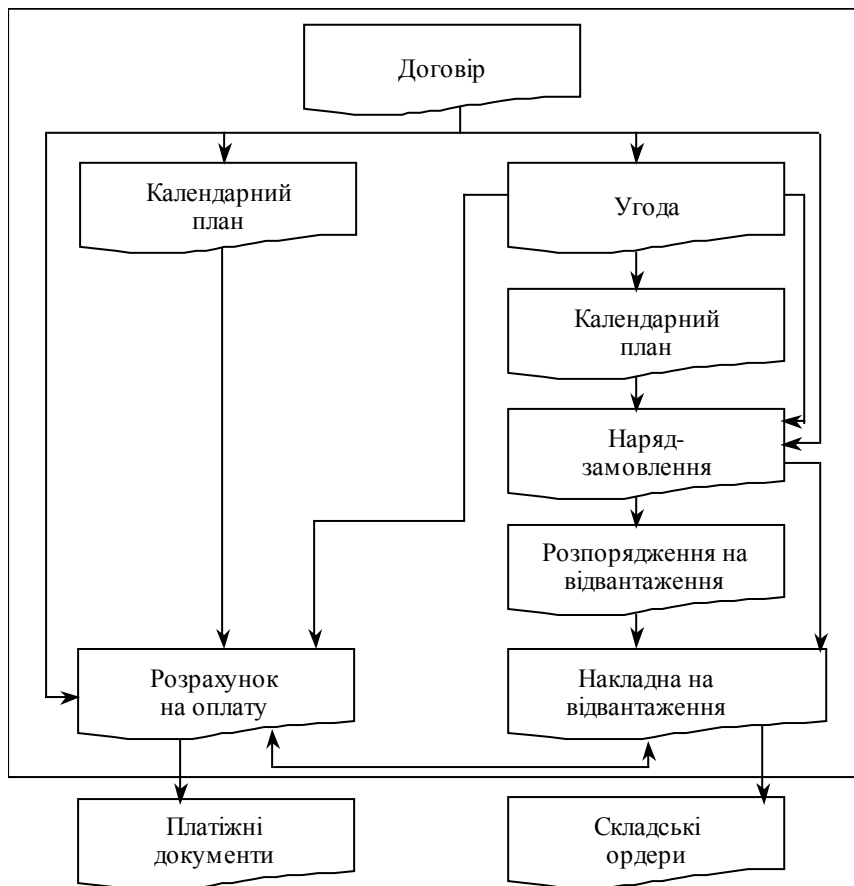 Договір
Календарний
план
Угода
Календарний
план
Наряд-
замовлення
Розпорядження на
відвантаження
Розрахунок
на оплату
Накладна на
відвантаження
Платіжні
документи
Складські
ордери